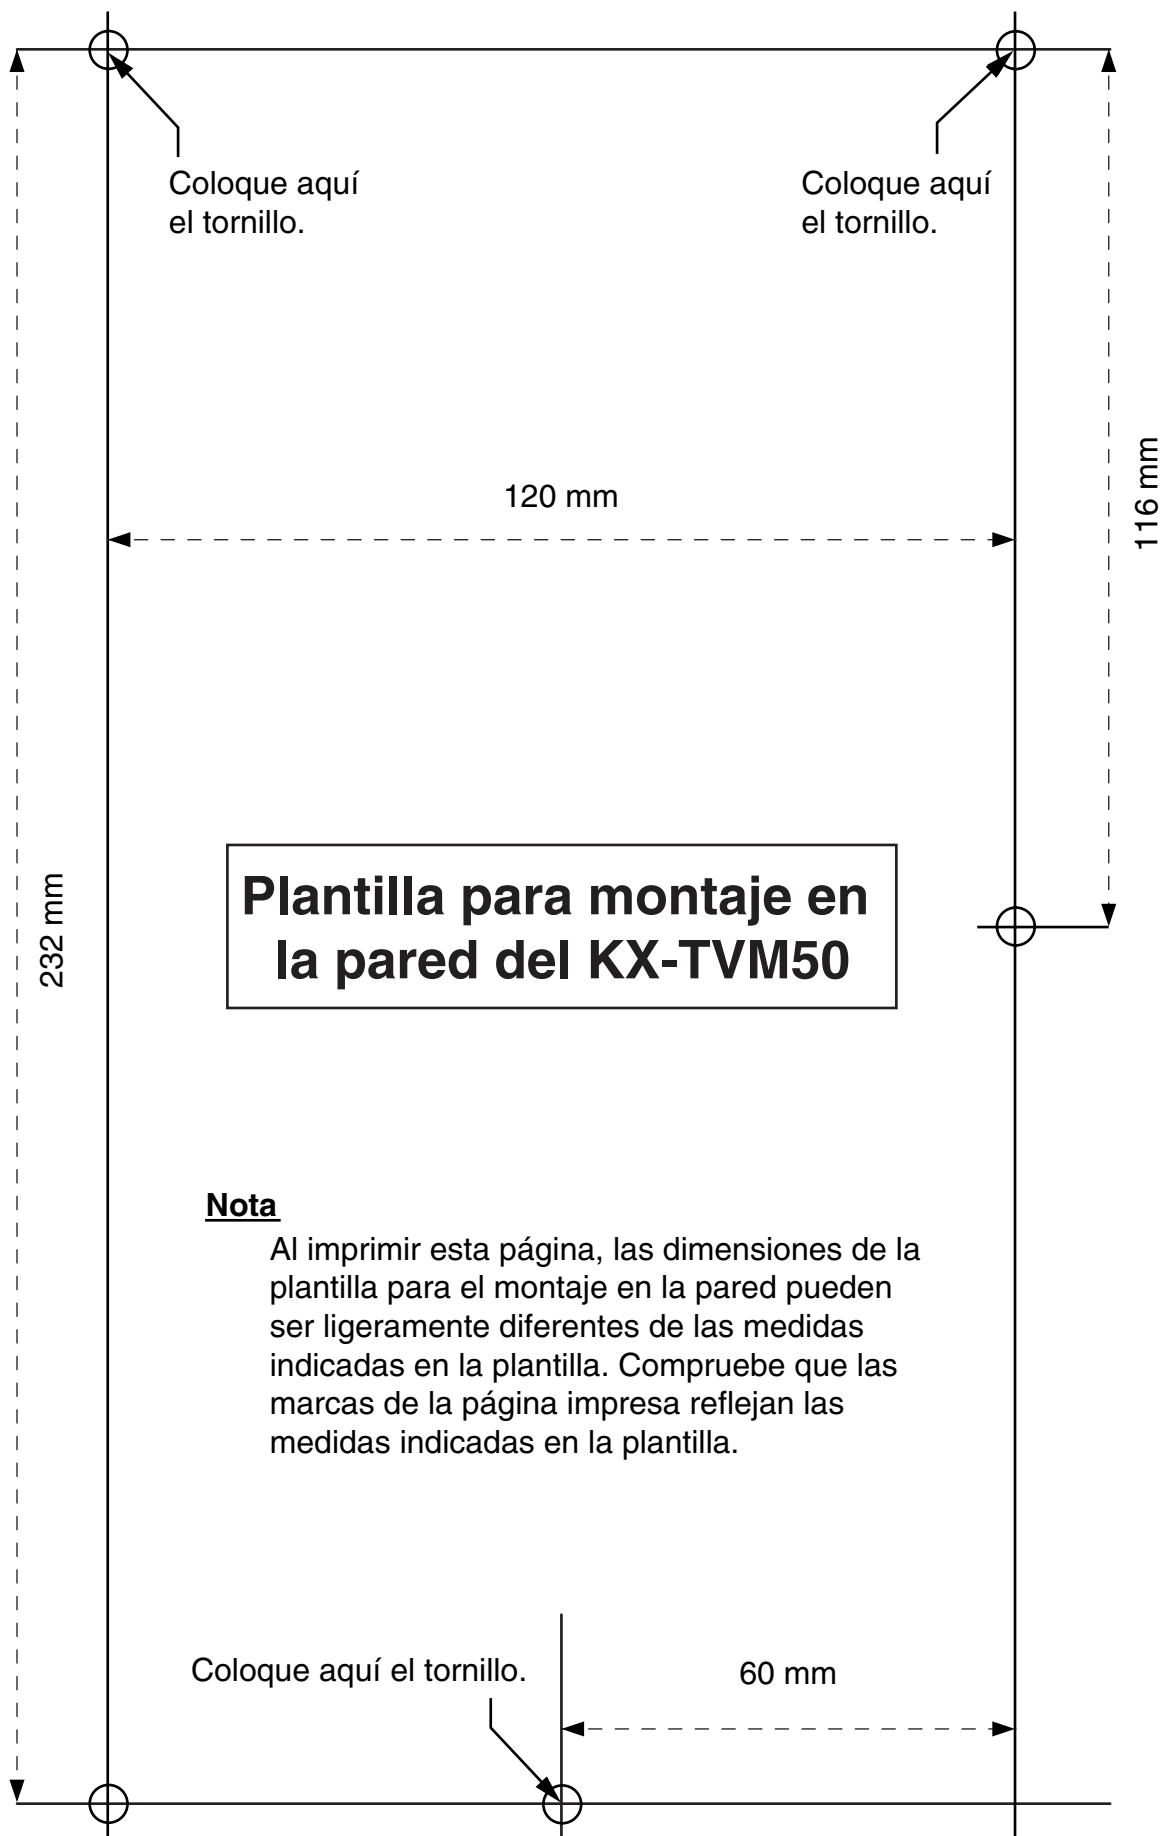 Coloque aquí
el tornillo.
Coloque aquí
el tornillo.
120 mm
116 mm
232 mm
Plantilla para montaje en
la pared del KX-TVM50
Nota
Al imprimir esta página, las dimensiones de la
plantilla para el montaje en la pared pueden
ser ligeramente diferentes de las medidas
indicadas en la plantilla. Compruebe que las
marcas de la página impresa reflejan las
medidas indicadas en la plantilla.
Coloque aquí el tornillo.
60 mm